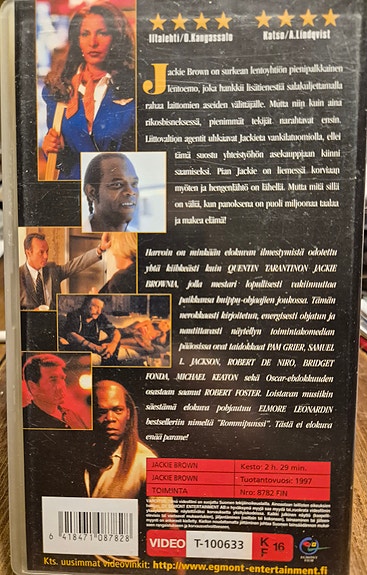 Iltalehti/O.Kangassalo
Katso/A.Lindqvist
Jackie Brown on surkean lentoyhtiön pienipalkkainen
lentoemo, joka hankkii lisätienestiä salakuljettamalla
rahaa laittomien aseiden välittäjälle. Mutta niin kuin aina
rikosbisneksessä, pienimmät tekijät narahtavat ensin.
Liittovaltion agentit uhkaavat Jackieta vankilatuomiolla, ellei
tämä suostu yhteistyöhön asekauppjaan kiinni
saamiseksi. Pian Jackie on liemessä korviaan
myöten ja hengenlähtö on lähellä. Mutta mitä sillä
on väliä, kun panoksena on puoli miljoonaa taalaa
ja makea elämä!
Harvoin on minkään elokuvan ilmestymistä odotettu
yhtä kiihkeästi kuin QUENTIN TARANTINON JACKIE
BROWNIA, jolla mestari lopullisesti vakiinnuttaa
paikkansa huippu-ohjaajien joukossa. Tämän
nerokkaasti kirjoitetun, energisesti ohjatun ja
nautittavasti näytellyn toimintakomedian
pääosissa ovat taidokkaat PAM GRIER, SAMUEL
L. JACKSON, ROBERT DE NIRO, BRIDGET
FONDA, MICHAEL KEATON sekä Oscar-ehdokkuuden
osastaan saanut ROBERT FOSTER. Loistavan musiikin
säestämä elokuva pohjautuu ELMORE LEONARDIN
bestselleriin nimeltä "Rommipunssi". Tästä ei elokuva
enää parane!
JACKIE BROWN Kesto: 2 h. 29 min.
JACKIE BROWN Tuotantovuosi: 1997
TOIMINTA Nro: 8782 FIN
6 418471 087828
VIDEO T-100633 K F 16
Kts. uusimmat videovinkit: http://www.egmont-entertainment.fi